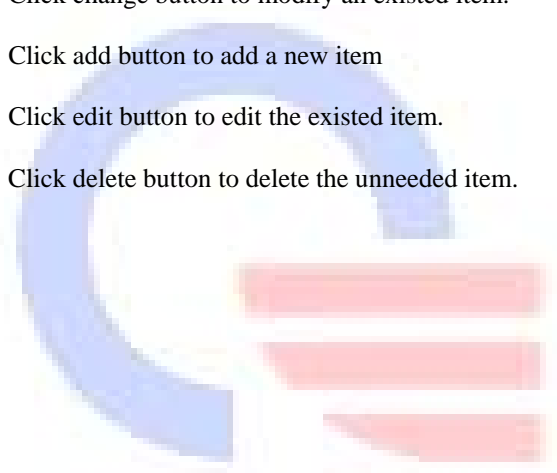 Click change button to modify an existed item.
Click add button to add a new item
Click edit button to edit the existed item.
Click delete button to delete the unneeded item.